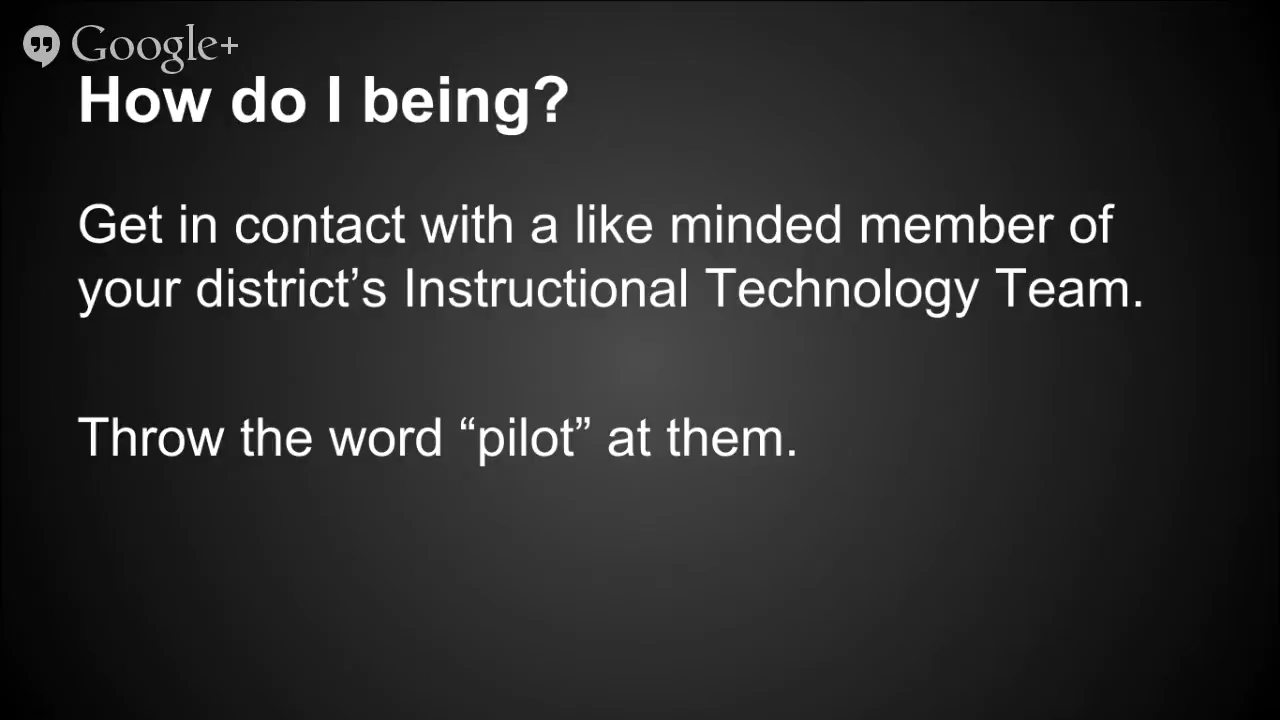 Google+
How do I being?
Get in contact with a like minded member of
your district’s Instructional Technology Team.
Throw the word “pilot” at them.